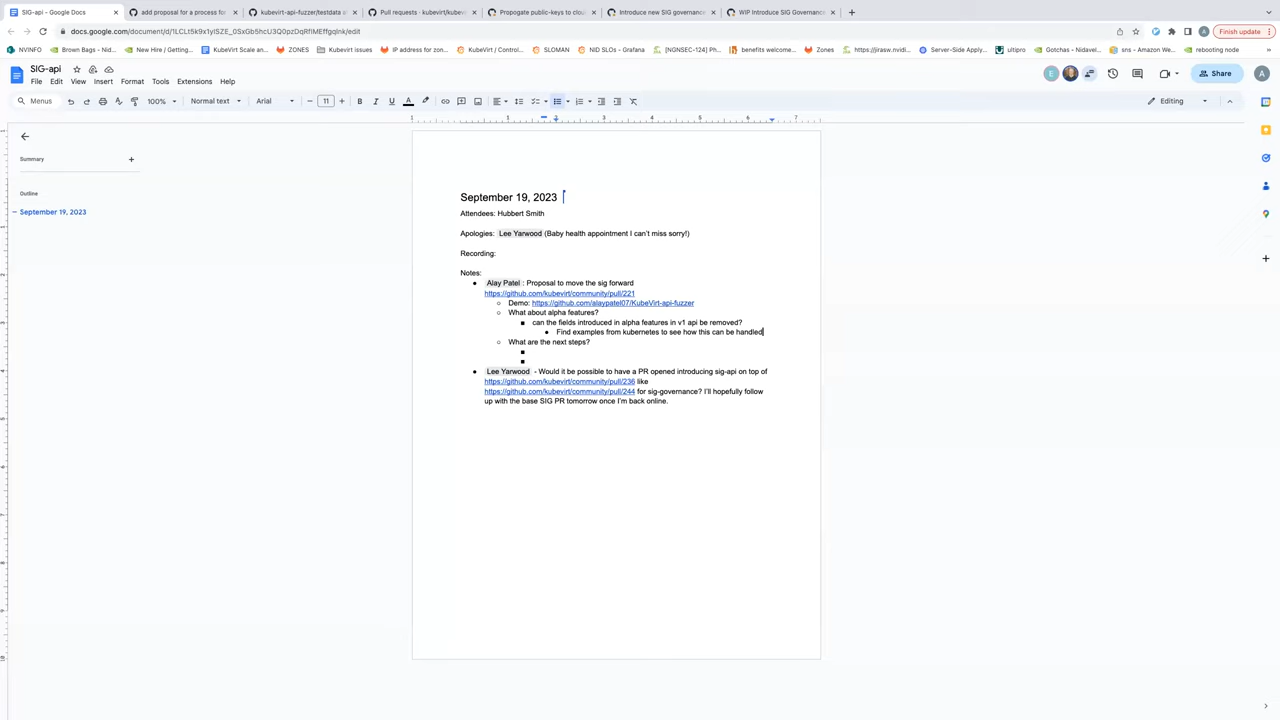 SIG-api - Google Docs
add proposal for a process for
kubevirt-api-fuzzer/testdata at
Pull requests · kubevirt/kubev
Propogate public-keys to clou
Introduce new SIG governance
WIP Introduce SIG Governance
docs.google.com/document/d/
/edit
Finish update
NVINFO
Brown Bags - Nidav...
New Hire / Getting...
KubeVirt Scale and...
ZONES
Kubevirt issues
IP address for zon...
KubeVirt / Control...
SLOMAN
NID SLOs - Grafana
[NGNSEC-124] Ph...
benefits welcome...
Zones
https://jirasw.nvidi...
Server-Side Apply...
ultipro
Gotchas - Nidavei...
sns - Amazon We...
rebooting node
SIG-api
File Edit View Insert Format Tools Extensions Help
E
Share
A
Menus
100%
Normal text
Arial
11
Editing
Summary
Outline
September 19, 2023
September 19, 2023
Attendees: Hubbert Smith
Apologies: Lee Yarwood (Baby health appointment I can't miss sorry!)
Recording:
Notes:
Alay Patel : Proposal to move the sig forward
https://github.com/kubevirt/community/pull/221
Demo: https://github.com/alaypatel07/KubeVirt-api-fuzzer
What about alpha features?
can the fields introduced in alpha features in v1 api be removed?
Find examples from kubernetes to see how this can be handled
What are the next steps?
Lee Yarwood - Would it be possible to have a PR opened introducing sig-api on top of
https://github.com/kubevirt/community/pull/236 like
https://github.com/kubevirt/community/pull/244 for sig-governance? I'll hopefully follow
up with the base SIG PR tomorrow once I'm back online.